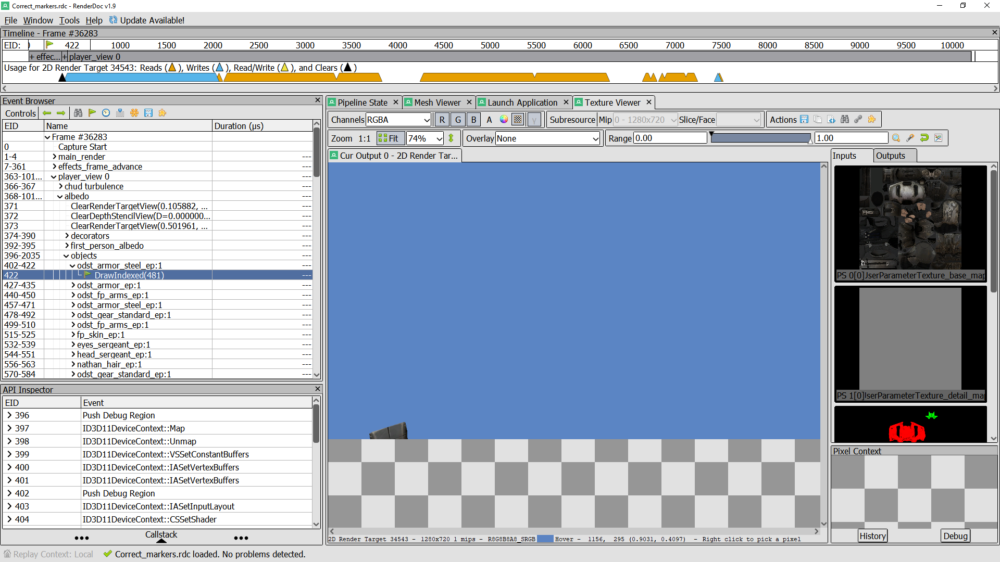 Correct_markers.rdc - RenderDoc v1.9
File Window Tools Help Update Available!
Timeline - Frame #36283
EID: 422 1000 1500 2000 2500 3000 3500 4000 4500 5000 5500 6000 6500 7000 7500 8000 8500 9000 9500 10000
+ effec... + player_view 0
Usage for 2D Render Target 34543: Reads ( ), Writes ( ), Read/Write ( ), and Clears ( )
Event Browser
Controls
EID Name Duration (µs)
Frame #36283
0 Capture Start
1-4 main_render ---
7-361 effects_frame_advance ---
363-101... player_view 0 ---
366-367 chud turbulence ---
368-101... albedo ---
371 ClearRenderTargetView(0.105882, ... ---
372 ClearDepthStencilView(D=0.000000... ---
373 ClearRenderTargetView(0.501961, ... ---
374-390 decorators ---
392-395 first_person_albedo ---
396-2035 objects ---
402-422 odst_armor_steel_ep:1 ---
422 DrawIndexed(481) ---
427-435 odst_armor_ep:1 ---
440-450 odst_fp_arms_ep:1 ---
457-471 odst_armor_steel_ep:1 ---
478-492 odst_gear_standard_ep:1 ---
499-510 odst_fp_arms_ep:1 ---
515-525 fp_skin_ep:1 ---
532-539 eyes_sergeant_ep:1 ---
544-551 head_sergeant_ep:1 ---
556-563 nathan_hair_ep:1 ---
570-584 odst_gear_standard_ep:1 ---
API Inspector
EID Event
396 Push Debug Region
397 ID3D11DeviceContext::Map
398 ID3D11DeviceContext::Unmap
399 ID3D11DeviceContext::VSSetConstantBuffers
400 ID3D11DeviceContext::IASetVertexBuffers
401 ID3D11DeviceContext::IASetVertexBuffers
402 Push Debug Region
403 ID3D11DeviceContext::IASetInputLayout
404 ID3D11DeviceContext::CSSetShader
Callstack
Pipeline State Mesh Viewer Launch Application Texture Viewer
Channels RGBA R G B A γ Subresource Mip 0 - 1280x720 Slice/Face Actions
Zoom 1:1 Fit 74% Overlay None Range 0.00 1.00
Cur Output 0 - 2D Render Tar...
Inputs Outputs
PS 0[0]JserParameterTexture_base_map
PS 1[0]IserParameterTexture_detail_ma
Pixel Context
History Debug
2D Render Target 34543 - 1280x720 1 mips - R8G8B8A8_SRGB Hover - 1156, 295 (0.9031, 0.4097) - Right click to pick a pixel
Replay Context: Local Correct_markers.rdc loaded. No problems detected.